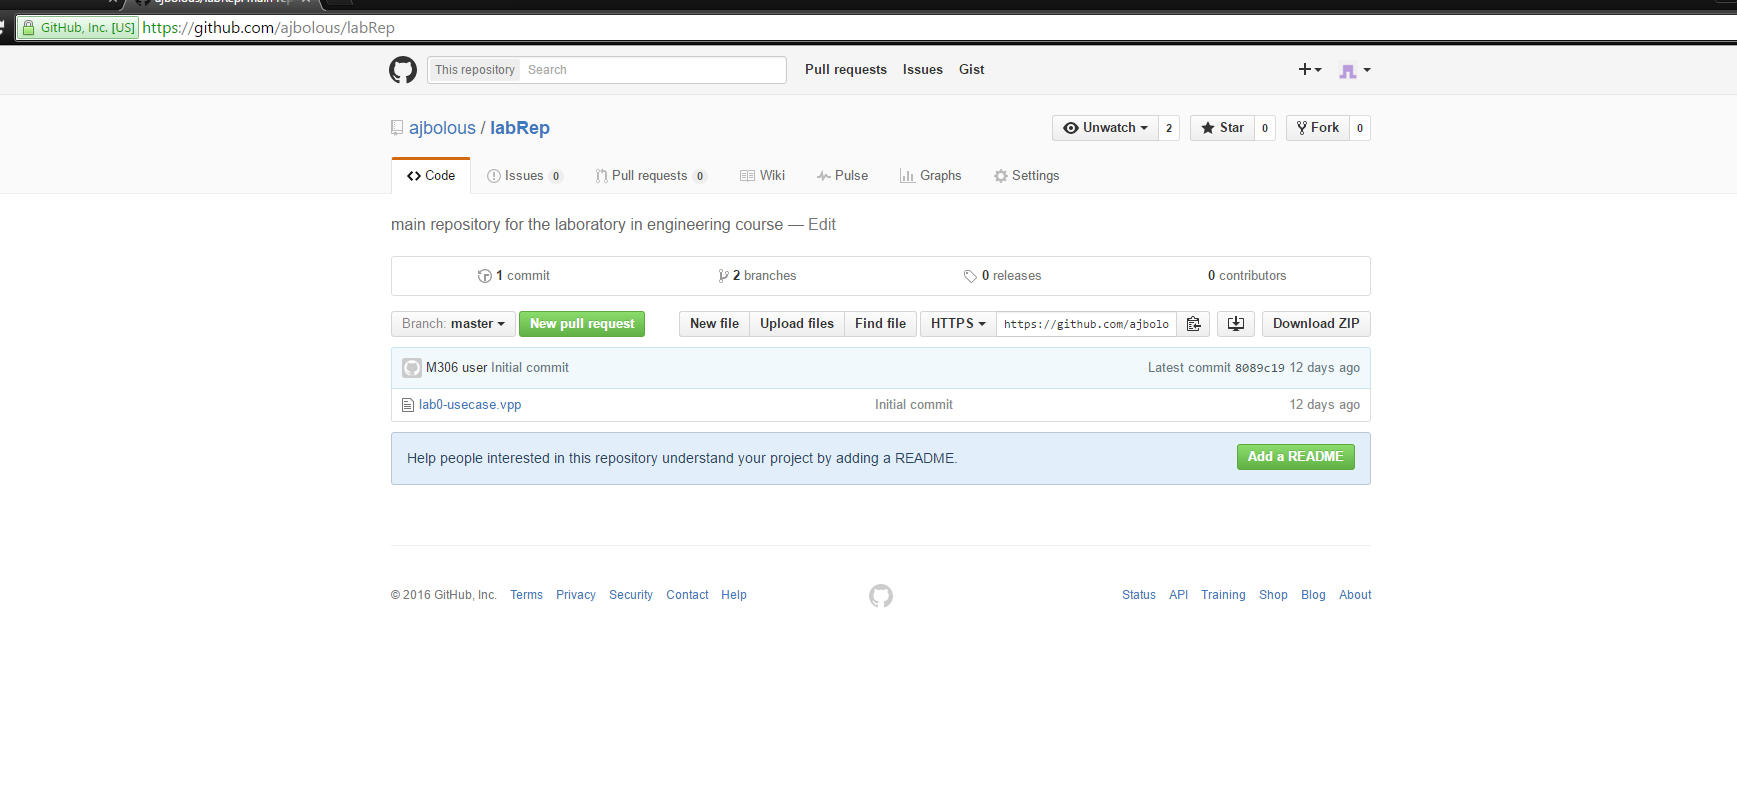 GitHub, Inc. [US] https://github.com/ajbolous/labRep
This repository Search Pull requests Issues Gist
ajbolous / labRep Unwatch 2 Star 0 Fork 0
Code Issues 0 Pull requests 0 Wiki Pulse Graphs Settings
main repository for the laboratory in engineering course — Edit
1 commit 2 branches 0 releases 0 contributors
Branch: master New pull request New file Upload files Find file HTTPS https://github.com/ajbolo Download ZIP
M306 user Initial commit Latest commit 8089c19 12 days ago
lab0-usecase.vpp Initial commit 12 days ago
Help people interested in this repository understand your project by adding a README. Add a README
© 2016 GitHub, Inc. Terms Privacy Security Contact Help Status API Training Shop Blog About